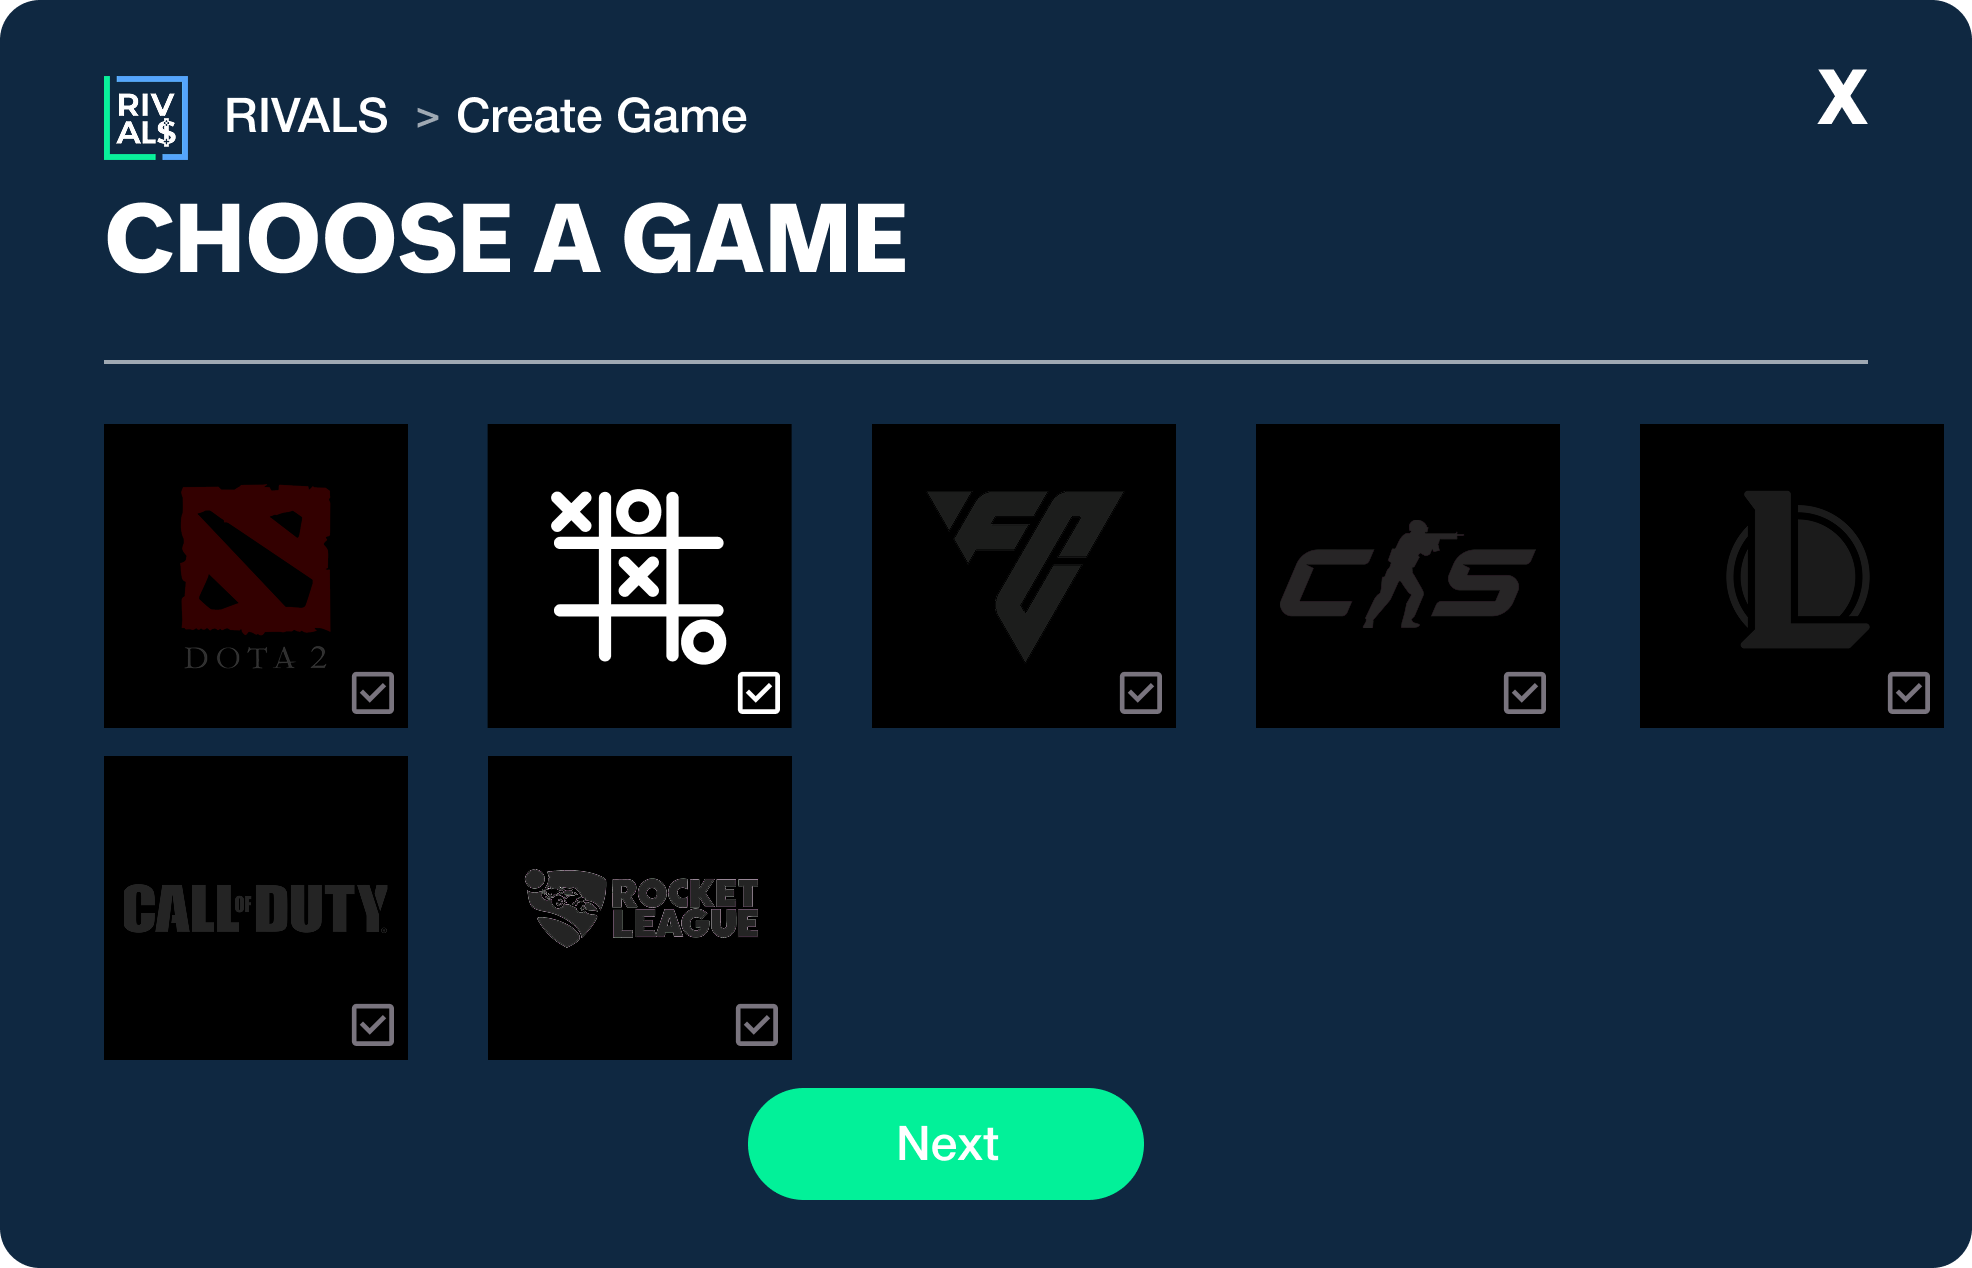 RIV
AL$
RIVALS > Create Game
X
CHOOSE A GAME
DOTA 2
FC
CS
L
CALL OF DUTY
ROCKET
LEAGUE
Next